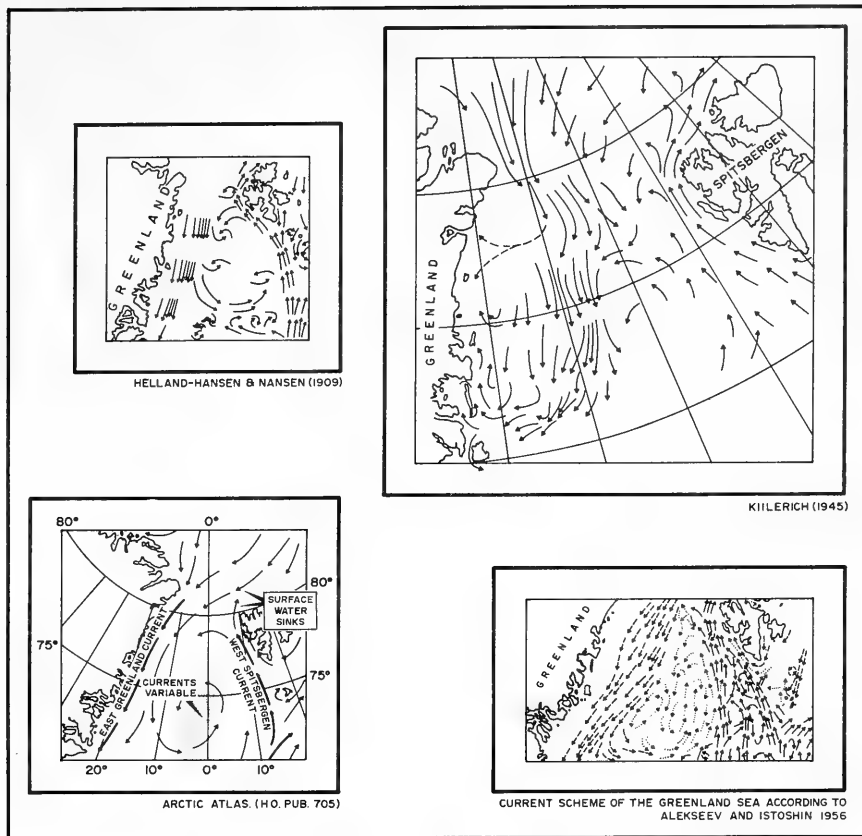 GREENLAND
HELLAND-HANSEN & NANSEN (1909)
SPITSBERGEN
GREENLAND
KIILERICH (1945)
80° 0°
80°
SURFACE
WATER
SINKS
75°
75°
EAST GREENLAND CURRENT
WEST SPITSBERGEN
CURRENT
CURRENTS
VARIABLE
20° 10° 0° 10°
ARCTIC ATLAS. (H.O. PUB. 705)
GREENLAND
CURRENT SCHEME OF THE GREENLAND SEA ACCORDING TO
ALEKSEEV AND ISTOSHIN 1956